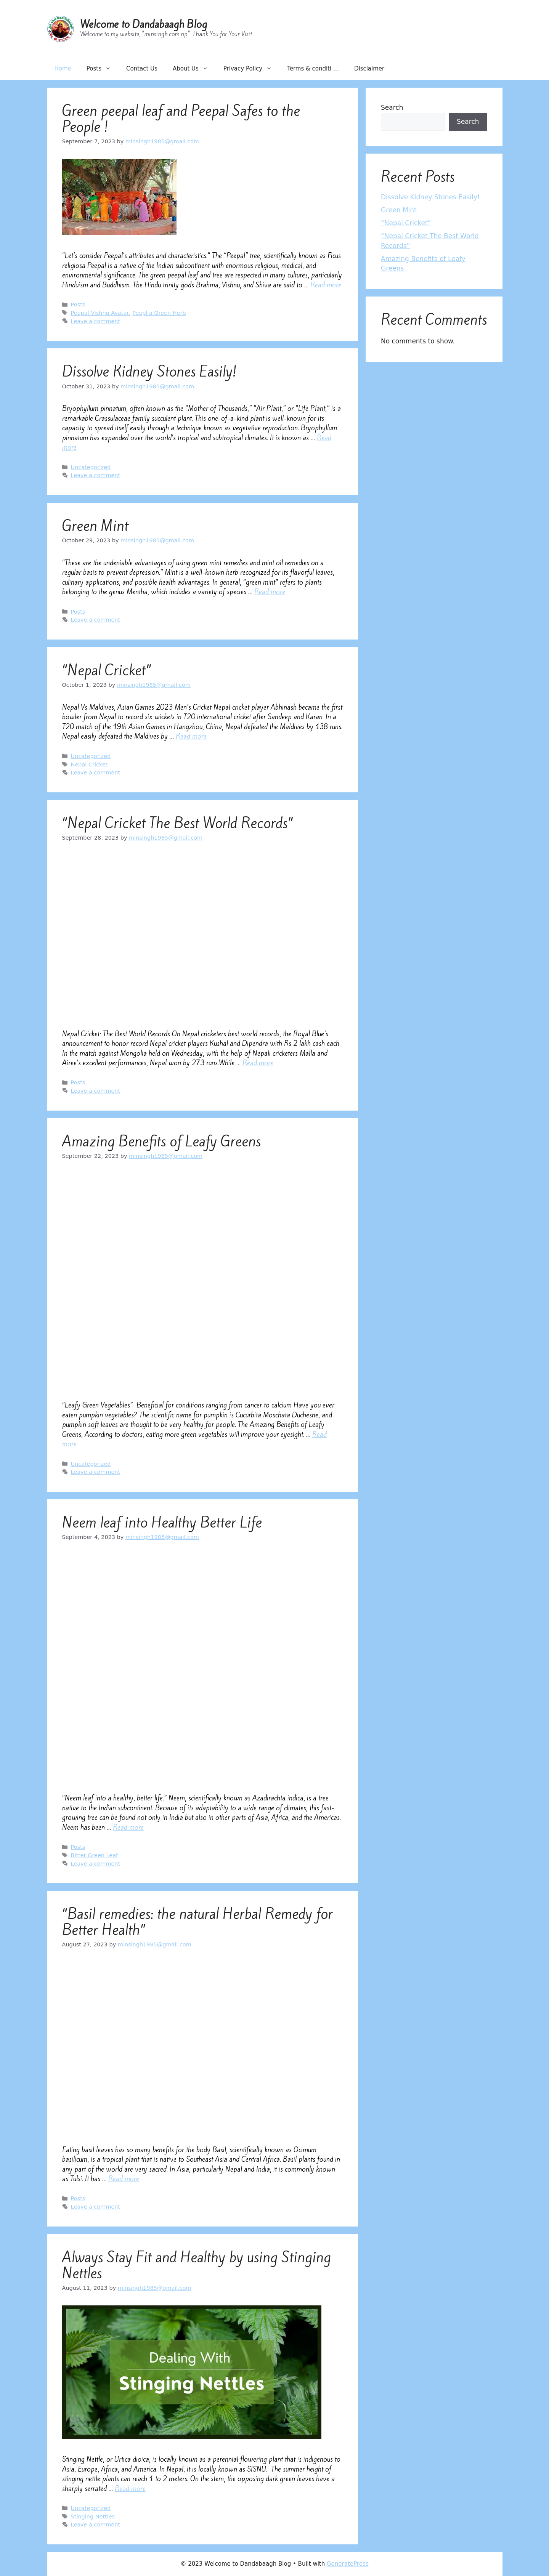 Welcome to Dandabaagh Blog
Welcome to my website, "minsingh.com.np". Thank You for Your Visit
Home Posts Contact Us About Us Privacy Policy Terms & conditi … Disclaimer
Green peepal leaf and Peepal Safes to the
People !
September 7, 2023 by minsingh1985@gmail.com
“Let’s consider Peepal’s attributes and characteristics.” The “Peepal” tree, scientifically known as Ficus
religiosa Peepal is a native of the Indian subcontinent with enormous religious, medical, and
environmental significance. The green peepal leaf and tree are respected in many cultures, particularly
Hinduism and Buddhism. The Hindu trinity gods Brahma, Vishnu, and Shiva are said to … Read more
Posts
Peepal Vishnu Avatar, Pepal a Green Herb
Leave a comment
Dissolve Kidney Stones Easily!
October 31, 2023 by minsingh1985@gmail.com
Bryophyllum pinnatum, often known as the “Mother of Thousands,” “Air Plant,” or “Life Plant,” is a
remarkable Crassulaceae family succulent plant. This one-of-a-kind plant is well-known for its
capacity to spread itself easily through a unique way of vegetative reproduction. Bryophyllum
pinnatum has expanded over the world’s tropical and subtropical climates. It is known as … Read
more
Uncategorized
Leave a comment
Green Mint
October 29, 2023 by minsingh1985@gmail.com
“These are the undeniable advantages of using green mint remedies and mint oil remedies on a
regular basis to prevent depression.” Mint is a well-known herb recognized for its flavorful leaves,
culinary applications, and possible health advantages. In general, “green mint” refers to plants
belonging to the genus Mentha, which includes a variety of species … Read more
Posts
Leave a comment
“Nepal Cricket”
October 1, 2023 by minsingh1985@gmail.com
Nepal Vs Maldives, Asian Games 2023 Men’s Cricket Nepal cricket player Abhinash became the first
bowler from Nepal to record six wickets in T20 international cricket after Sandeep and Karan. In a
T20 match of the 19th Asian Games in Hangzhou, China, Nepal defeated the Maldives by 138 runs.
Nepal easily defeated the Maldives by … Read more
Uncategorized
Nepal Cricket
Leave a comment
“Nepal Cricket The Best World Records”
September 28, 2023 by minsingh1985@gmail.com
Nepal Cricket: The Best World Records On Nepal cricketers best world records, the Royal Blue’s
announcement to honor record Nepal cricket players Kushal and Dipendra with Rs 2 lakh cash each
In the match against Mongolia held on Wednesday, with the help of Nepali cricketers Malla and
Airee’s excellent performances, Nepal won by 273 runs.While … Read more
Posts
Leave a comment
Amazing Benefits of Leafy Greens
September 22, 2023 by minsingh1985@gmail.com
“Leafy Green Vegetables”  Beneficial for conditions ranging from cancer to calcium Have you ever
eaten pumpkin vegetables? The scientific name for pumpkin is Cucurbita Moschata Duchesne, and
pumpkin soft leaves are thought to be very healthy for people. The Amazing Benefits of Leafy
Greens, According to doctors, eating more green vegetables will improve your eyesight. … Read
more
Uncategorized
Leave a comment
Neem leaf into Healthy Better Life
September 4, 2023 by minsingh1985@gmail.com
“Neem leaf into a healthy, better life.” Neem, scientifically known as Azadirachta indica, is a tree
native to the Indian subcontinent. Because of its adaptability to a wide range of climates, this fast-
growing tree can be found not only in India but also in other parts of Asia, Africa, and the Americas.
Neem has been … Read more
Posts
Bitter Green Leaf
Leave a comment
“Basil remedies: the natural Herbal Remedy for
Better Health”
August 27, 2023 by minsingh1985@gmail.com
Eating basil leaves has so many benefits for the body Basil, scientifically known as Ocimum
basilicum, is a tropical plant that is native to Southeast Asia and Central Africa. Basil plants found in
any part of the world are very sacred. In Asia, particularly Nepal and India, it is commonly known
as Tulsi. It has … Read more
Posts
Leave a comment
Always Stay Fit and Healthy by using Stinging
Nettles
August 11, 2023 by minsingh1985@gmail.com
Dealing With
Stinging Nettles
Stinging Nettle, or Urtica dioica, is locally known as a perennial flowering plant that is indigenous to
Asia, Europe, Africa, and America. In Nepal, it is locally known as SISNU.  The summer height of
stinging nettle plants can reach 1 to 2 meters. On the stem, the opposing dark green leaves have a
sharply serrated … Read more
Uncategorized
Stinging Nettles
Leave a comment
Search
Search
Recent Posts
Dissolve Kidney Stones Easily!
Green Mint
“Nepal Cricket”
“Nepal Cricket The Best World
Records”
Amazing Benefits of Leafy
Greens
Recent Comments
No comments to show.
© 2023 Welcome to Dandabaagh Blog • Built with GeneratePress